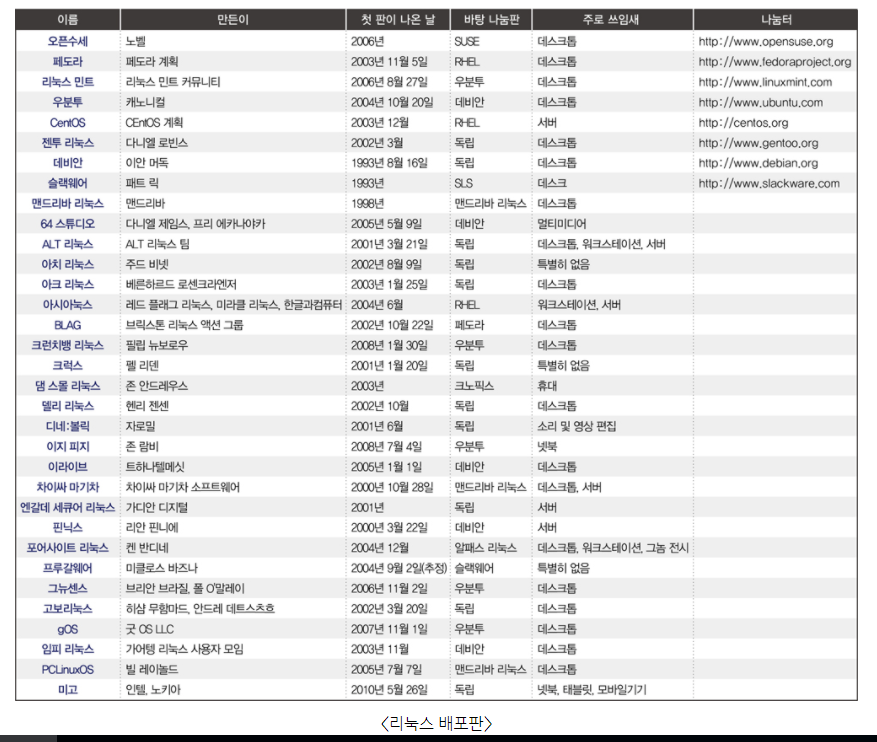 이름 만든이 첫 판이 나온 날 바탕 나눔판 주로 쓰임새 나눔터
오픈수세 노벨 2006년 SUSE 데스크톱 http://www.opensuse.org
페도라 페도라 계획 2003년 11월 5일 RHEL 데스크톱 http://www.fedoraproject.org
리눅스 민트 리눅스 민트 커뮤니티 2006년 8월 27일 우분투 데스크톱 http://www.linuxmint.com
우분투 캐노니컬 2004년 10월 20일 데비안 데스크톱 http://www.ubuntu.com
CentOS CEntOS 계획 2003년 12월 RHEL 서버 http://centos.org
젠투 리눅스 다니엘 로빈스 2002년 3월 독립 데스크톱 http://www.gentoo.org
데비안 이안 머독 1993년 8월 16일 독립 데스크톱 http://www.debian.org
슬랙웨어 패트 릭 1993년 SLS 데스크 http://www.slackware.com
맨드리바 리눅스 맨드리바 1998년 맨드리바 리눅스 데스크톱
64 스튜디오 다니엘 제임스, 프리 에카나야카 2005년 5월 9일 데비안 멀티미디어
ALT 리눅스 ALT 리눅스 팀 2001년 3월 21일 독립 데스크톱, 워크스테이션, 서버
아치 리눅스 주드 비넷 2002년 8월 9일 독립 특별히 없음
아크 리눅스 베른하르드 로센크라엔저 2003년 1월 25일 독립 데스크톱
아시아눅스 레드 플래그 리눅스, 미라클 리눅스, 한글과컴퓨터 2004년 6월 RHEL 워크스테이션, 서버
BLAG 브릭스톤 리눅스 액션 그룹 2002년 10월 22일 페도라 데스크톱
크런치뱅 리눅스 필립 뉴보로우 2008년 1월 30일 우분투 데스크톱
크럭스 펠 리덴 2001년 1월 20일 독립 특별히 없음
댐 스몰 리눅스 존 안드레우스 2003년 크노픽스 휴대
델리 리눅스 헨리 젠센 2002년 10월 독립 데스크톱
디네:볼릭 자로밀 2001년 6월 독립 소리 및 영상 편집
이지 피지 존 람비 2008년 7월 4일 우분투 넷북
이라이브 트하나텔메싯 2005년 1월 1일 데비안 데스크톱
차이싸 마기차 차이싸 마기차 소프트웨어 2000년 10월 28일 맨드리바 리눅스 데스크톱, 서버
엔갈데 세큐어 리눅스 가디안 디지털 2001년 독립 서버
핀닉스 리안 핀니에 2000년 3월 22일 데비안 서버
포어사이트 리눅스 켄 반디네 2004년 12월 알패스 리눅스 데스크톱, 워크스테이션, 그놈 전시
프루갈웨어 미클로스 바즈나 2004년 9월 2일(추정) 슬랙웨어 특별히 없음
그뉴센스 브리안 브라질, 폴 O'말레이 2006년 11월 2일 우분투 데스크톱
고보리눅스 히샴 무함마드, 안드레 데트스츠흐 2002년 3월 20일 독립 데스크톱
gOS 굿 OS LLC 2007년 11월 1일 우분투 데스크톱
임피 리눅스 가어텡 리눅스 사용자 모임 2003년 11월 데비안 데스크톱
PCLinuxOS 빌 레이놀드 2005년 7월 7일 맨드리바 리눅스 데스크톱
미고 인텔, 노키아 2010년 5월 26일 독립 넷북, 태블릿, 모바일기기
<리눅스 배포판>